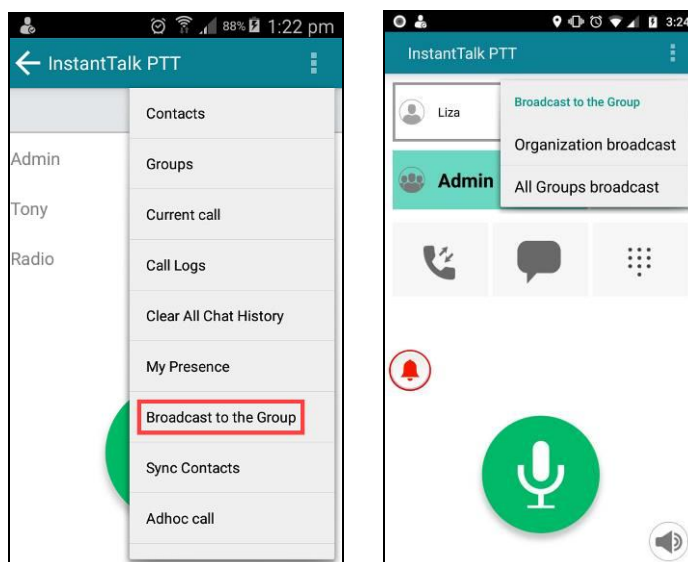 88% 1:22 pm
InstantTalk PTT
Admin
Tony
Radio
Contacts
Groups
Current call
Call Logs
Clear All Chat History
My Presence
Broadcast to the Group
Sync Contacts
Adhoc call
3:24
InstantTalk PTT
Liza
Admin
Broadcast to the Group
Organization broadcast
All Groups broadcast